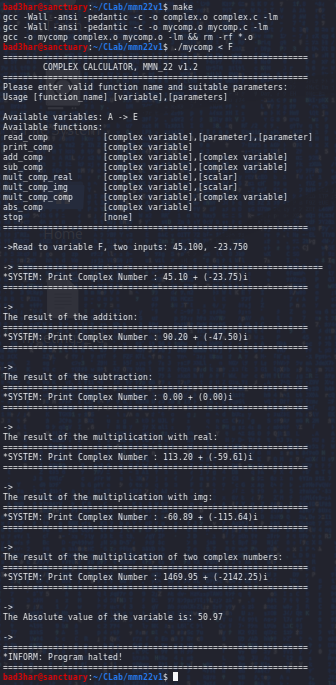 bad3har@sanctuary:~/CLab/mmn22v1$ make
gcc -Wall -ansi -pedantic -c -o complex.o complex.c -lm
gcc -Wall -ansi -pedantic -c -o mycomp.o mycomp.c -lm
gcc -o mycomp complex.o mycomp.o -lm && rm -rf *.o
bad3har@sanctuary:~/CLab/mmn22v1$ ./mycomp < F
=============================================================
COMPLEX CALCULATOR, MMN_22 v1.2
=============================================================
Please enter valid function name and suitable parameters:
Usage [function_name] [variable],[parameters]
Available variables: A -> E
Available functions:
read_comp [complex variable],[parameter],[parameter]
print_comp [complex variable]
add_comp [complex variable],[complex variable]
sub_comp [complex variable],[complex variable]
mult_comp_real [complex variable],[scalar]
mult_comp_img [complex variable],[scalar]
mult_comp_comp [complex variable],[complex variable]
abs_comp [complex variable]
stop [none]
=============================================================
->Read to variable F, two inputs: 45.100, -23.750
-> =============================================================
*SYSTEM: Print Complex Number : 45.10 + (-23.75)i
=============================================================
->
The result of the addition:
=============================================================
*SYSTEM: Print Complex Number : 90.20 + (-47.50)i
=============================================================
->
The result of the subtraction:
=============================================================
*SYSTEM: Print Complex Number : 0.00 + (0.00)i
=============================================================
->
The result of the multiplication with real:
=============================================================
*SYSTEM: Print Complex Number : 113.20 + (-59.61)i
=============================================================
->
The result of the multiplication with img:
=============================================================
*SYSTEM: Print Complex Number : -60.89 + (-115.64)i
=============================================================
->
The result of the multiplication of two complex numbers:
=============================================================
*SYSTEM: Print Complex Number : 1469.95 + (-2142.25)i
=============================================================
->
The Absolute value of the variable is: 50.97
->
=============================================================
*INFORM: Program halted!
=============================================================
bad3har@sanctuary:~/CLab/mmn22v1$